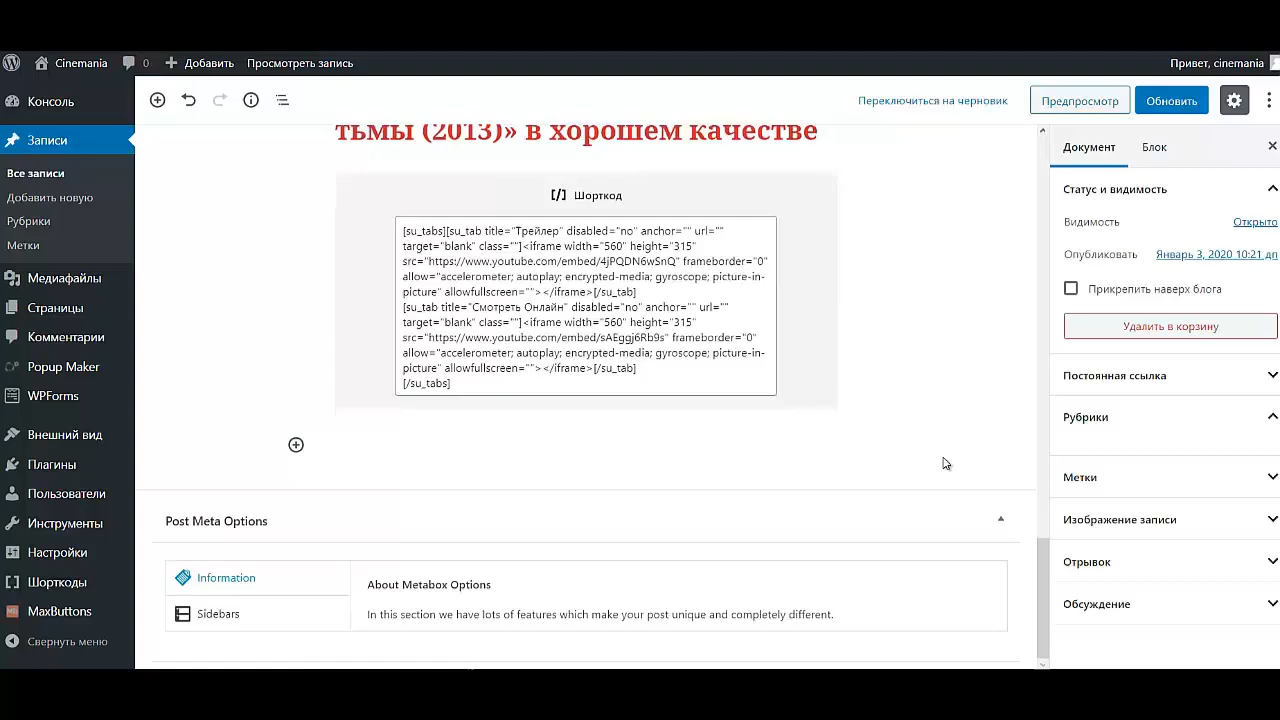 Cinemania
0
Добавить
Просмотреть запись
Привет, cinemania
Консоль
Записи
Все записи
Добавить новую
Рубрики
Метки
Медиафайлы
Страницы
Комментарии
Popup Maker
WPForms
Внешний вид
Плагины
Пользователи
Инструменты
Настройки
Шорткоды
MaxButtons
Свернуть меню
Переключиться на черновик
Предпросмотр
Обновить
тьмы (2013)» в хорошем качестве
[/] Шорткод
[su_tabs][su_tab title="Трейлер" disabled="no" anchor="" url=""
target="blank" class=""]<iframe width="560" height="315"
src="https://www.youtube.com/embed/4jPQDN6wSnQ" frameborder="0"
allow="accelerometer; autoplay; encrypted-media; gyroscope; picture-in-
picture" allowfullscreen=""></iframe>[/su_tab]
[su_tab title="Смотреть Онлайн" disabled="no" anchor="" url=""
target="blank" class=""]<iframe width="560" height="315"
src="https://www.youtube.com/embed/sAEggj6Rb9s" frameborder="0"
allow="accelerometer; autoplay; encrypted-media; gyroscope; picture-in-
picture" allowfullscreen=""></iframe>[/su_tab]
[/su_tabs]
Post Meta Options
Information
Sidebars
About Metabox Options
In this section we have lots of features which make your post unique and completely different.
Документ
Блок
Статус и видимость
Видимость
Открыто
Опубликовать
Январь 3, 2020 10:21 дп
Прикрепить наверх блога
Удалить в корзину
Постоянная ссылка
Рубрики
Метки
Изображение записи
Отрывок
Обсуждение